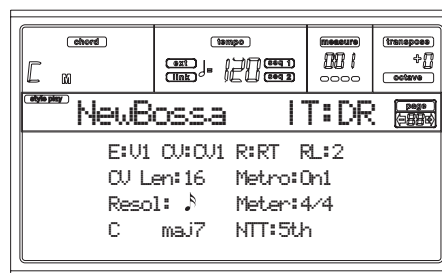 chord tempo measure transpose
C M ext link ♩= 120 seq 1 seq 2 001 +0 octave
style play NewBossa IT:DR page
E:V1 CV:CV1 R:RT RL:2
CV Len:16 Metro:On1
Resol: ♪ Meter:4/4
C maj7 NTT:5th